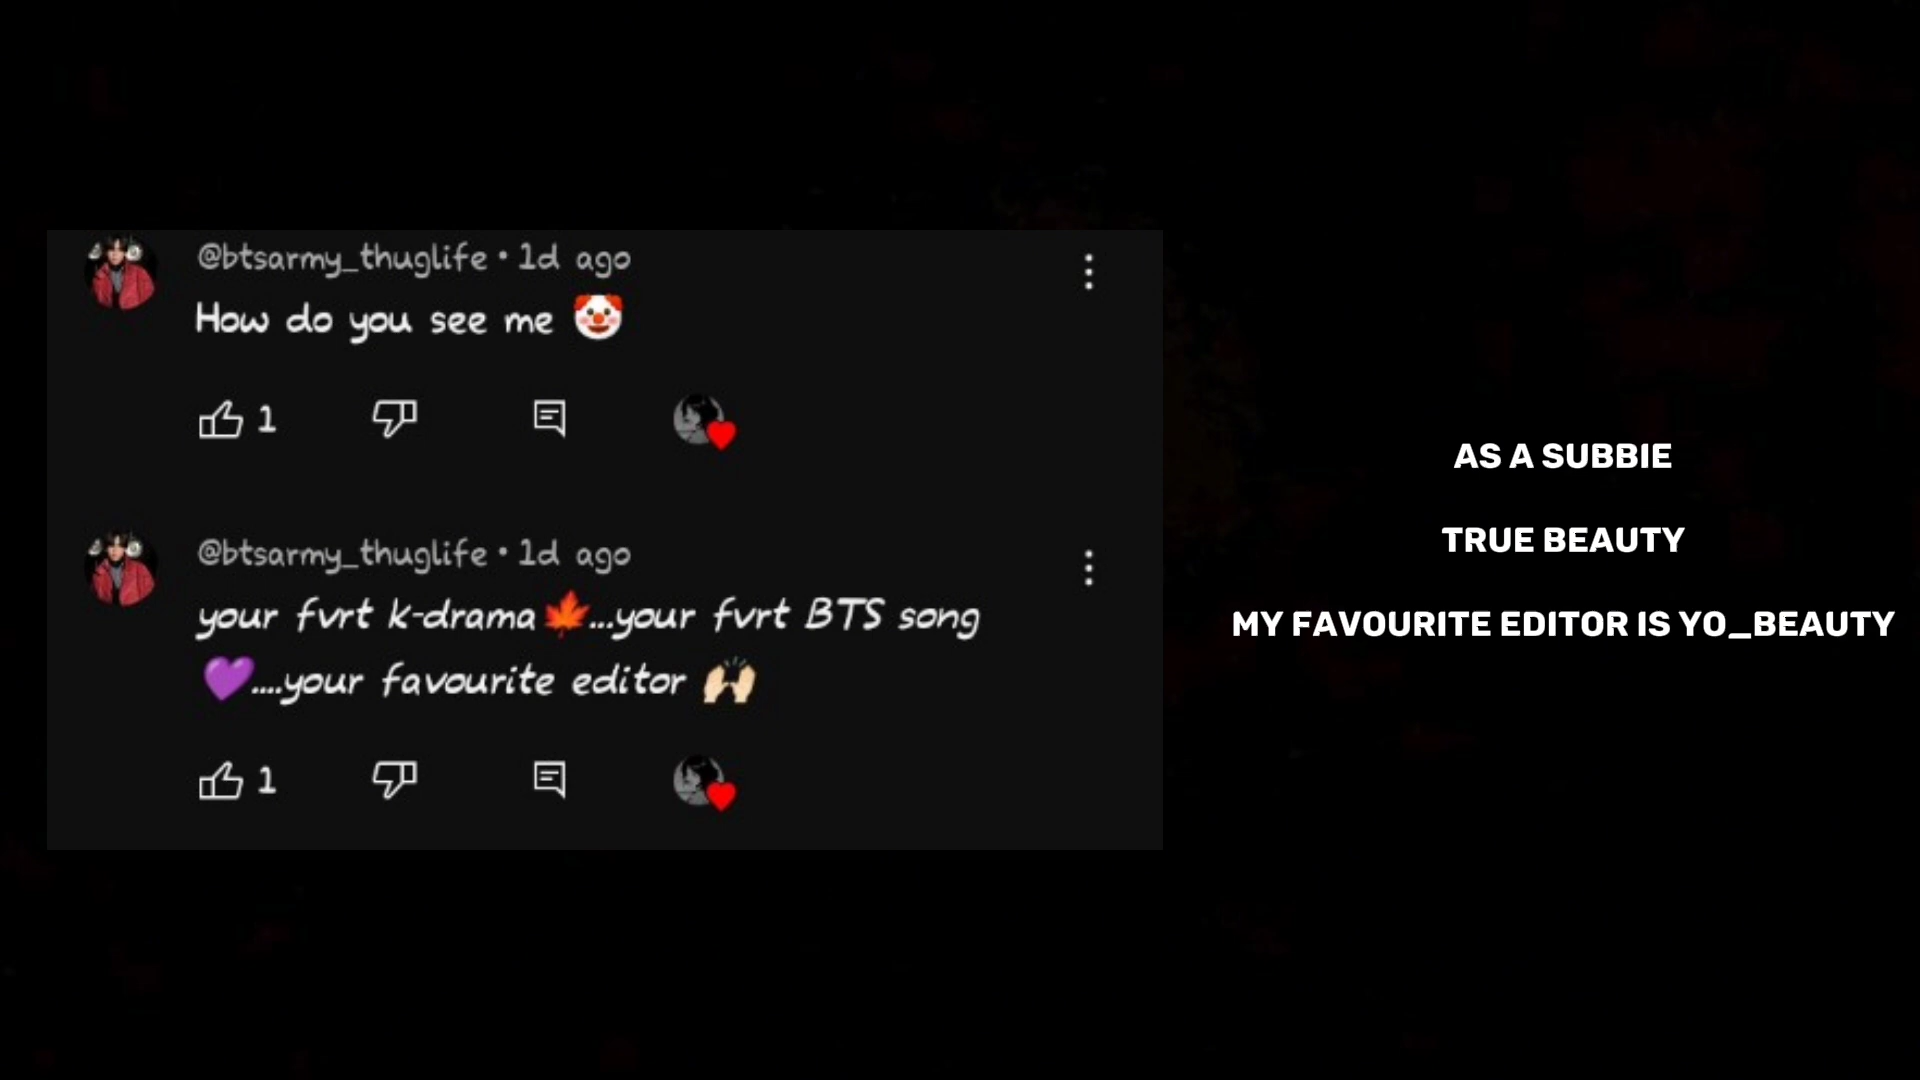 @btsarmy_thuglife • 1d ago
How do you see me 🤡
1
@btsarmy_thuglife • 1d ago
your fvrt k-drama🍁...your fvrt BTS song
💜....your favourite editor 🙌🏻
1
AS A SUBBIE
TRUE BEAUTY
MY FAVOURITE EDITOR IS YO_BEAUTY